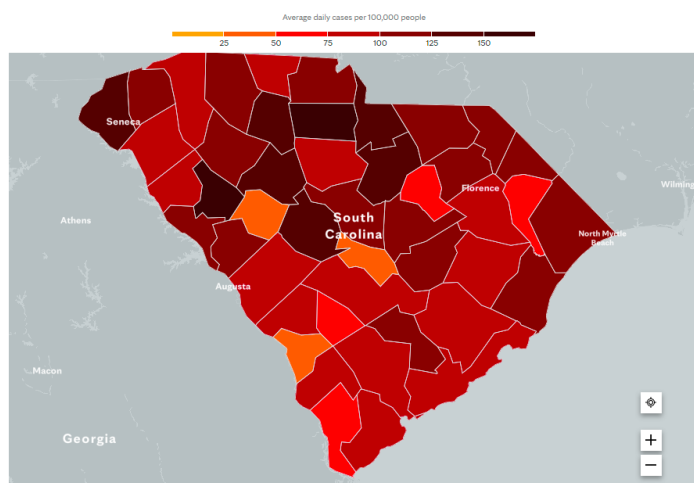 Average daily cases per 100,000 people
25 50 75 100 125 150
Seneca
Athens
South
Carolina
Florence
Wilming
North Myrtle
Beach
Augusta
Macon
Georgia
+
−